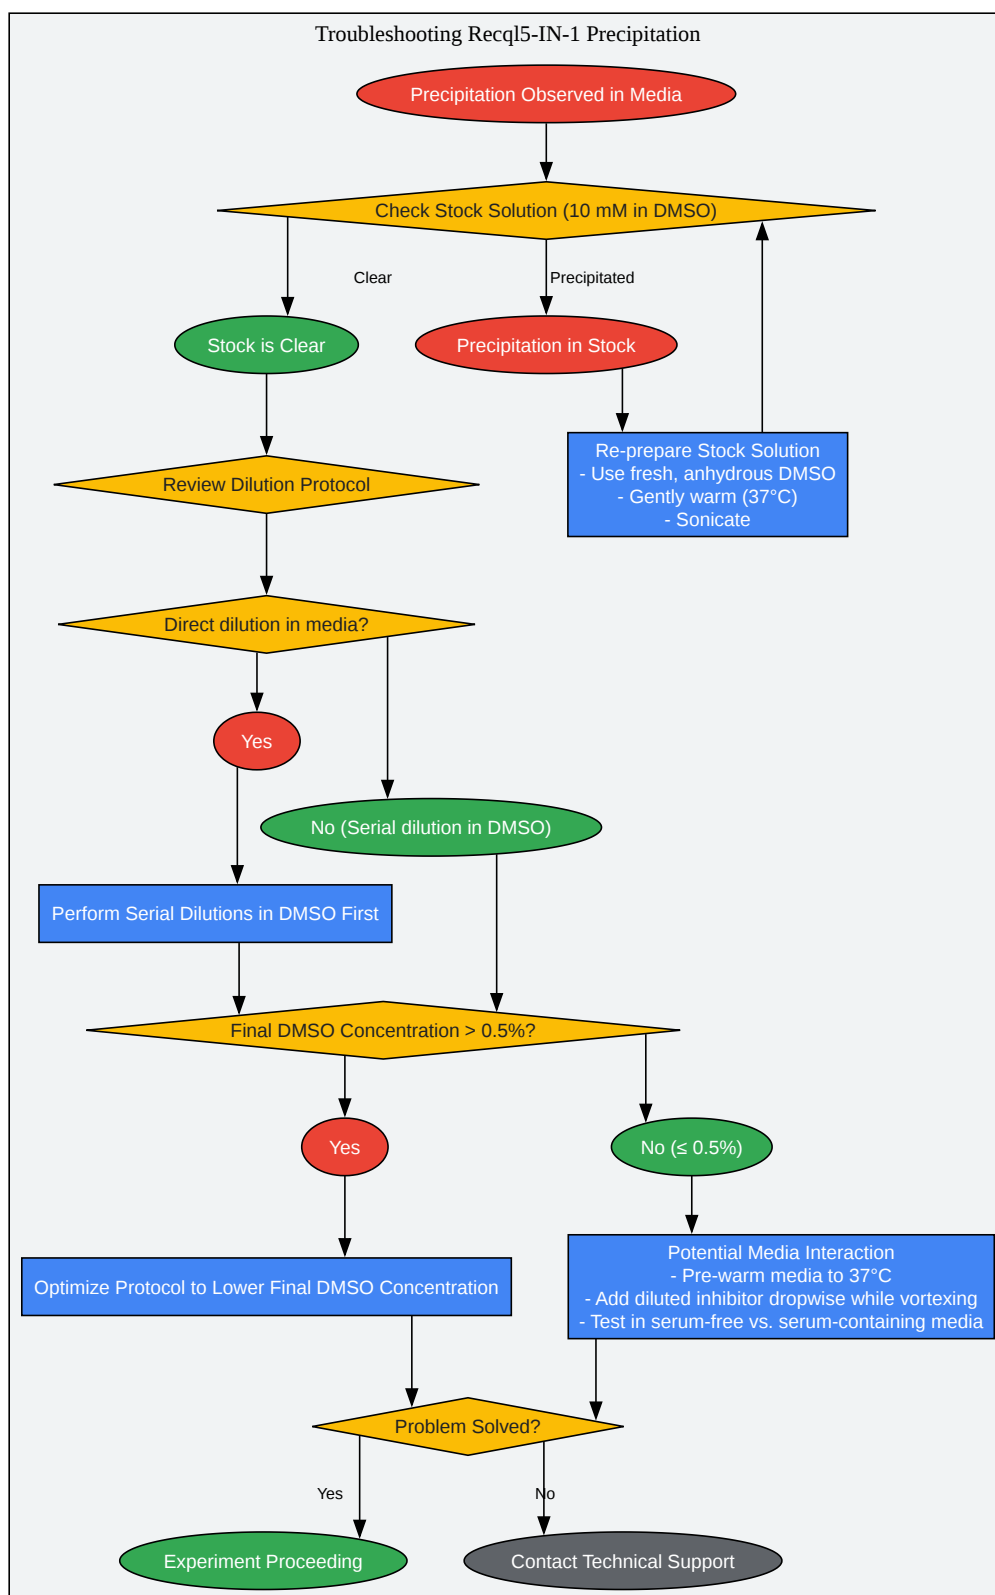 Troubleshooting Recql5-IN-1 Precipitation
Precipitation Observed in Media
Check Stock Solution (10 mM in DMSO)
Clear
Precipitated
Stock is Clear
Precipitation in Stock
Re-prepare Stock Solution
- Use fresh, anhydrous DMSO
- Gently warm (37°C)
- Sonicate
Review Dilution Protocol
Direct dilution in media?
Yes
No (Serial dilution in DMSO)
Perform Serial Dilutions in DMSO First
Final DMSO Concentration > 0.5%?
Yes
No (≤ 0.5%)
Optimize Protocol to Lower Final DMSO Concentration
Potential Media Interaction
- Pre-warm media to 37°C
- Add diluted inhibitor dropwise while vortexing
- Test in serum-free vs. serum-containing media
Problem Solved?
Yes
No
Experiment Proceeding
Contact Technical Support